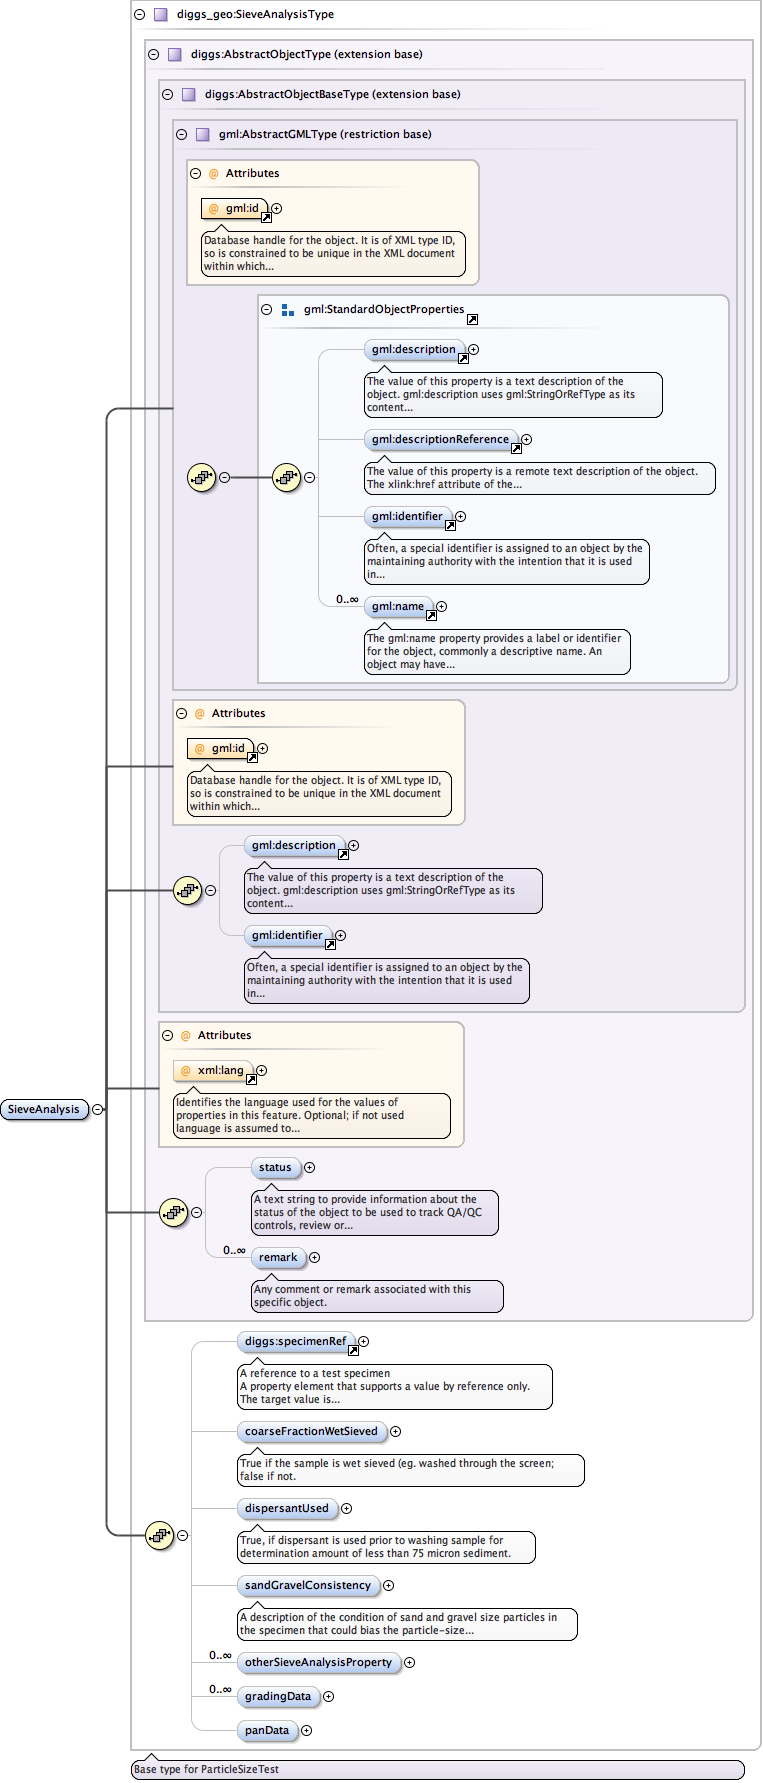 diggs_geo:SieveAnalysisType
diggs:AbstractObjectType (extension base)
diggs:AbstractObjectBaseType (extension base)
gml:AbstractGMLType (restriction base)
@ Attributes
@ gml:id
Database handle for the object. It is of XML type ID,
so is constrained to be unique in the XML document
within which...
gml:StandardObjectProperties
gml:description
The value of this property is a text description of the
object. gml:description uses gml:StringOrRefType as its
content...
gml:descriptionReference
The value of this property is a remote text description of the object.
The xlink:href attribute of the...
gml:identifier
Often, a special identifier is assigned to an object by the
maintaining authority with the intention that it is used
in...
0..∞ gml:name
The gml:name property provides a label or identifier
for the object, commonly a descriptive name. An
object may have...
@ Attributes
@ gml:id
Database handle for the object. It is of XML type ID,
so is constrained to be unique in the XML document
within which...
gml:description
The value of this property is a text description of the
object. gml:description uses gml:StringOrRefType as its
content...
gml:identifier
Often, a special identifier is assigned to an object by the
maintaining authority with the intention that it is used
in...
@ Attributes
@ xml:lang
Identifies the language used for the values of
properties in this feature. Optional; if not used
language is assumed to...
SieveAnalysis
status
A text string to provide information about the
status of the object to be used to track QA/QC
controls, review or...
0..∞ remark
Any comment or remark associated with this
specific object.
diggs:specimenRef
A reference to a test specimen
A property element that supports a value by reference only.
The target value is...
coarseFractionWetSieved
True if the sample is wet sieved (eg. washed through the screen;
false if not.
dispersantUsed
True, if dispersant is used prior to washing sample for
determination amount of less than 75 micron sediment.
sandGravelConsistency
A description of the condition of sand and gravel size particles in
the specimen that could bias the particle-size...
0..∞ otherSieveAnalysisProperty
0..∞ gradingData
panData
Base type for ParticleSizeTest